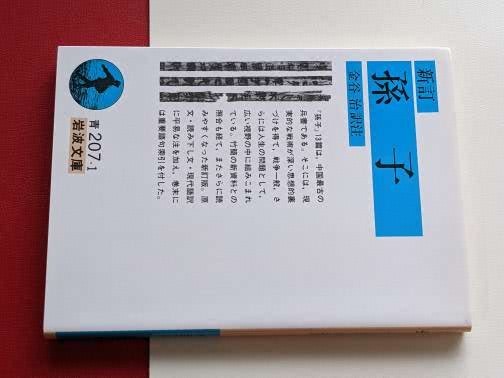 新訂
孫子
金谷 治訳注
『孫子』13篇は、中国最古の
兵書である。そこには、現
実的な戦術が深い思想的裏
づけを得て、戦争一般、さ
らには人生の問題として、
広い視野の中に組みこまれ
ている。竹簡の新資料との
照合も経て、またさらに読
みやすくなった新訂版。原
文・読み下し文・現代語訳
に平易な注を加え、巻末に
は重要語句索引を付した。
青 207-1
岩波文庫